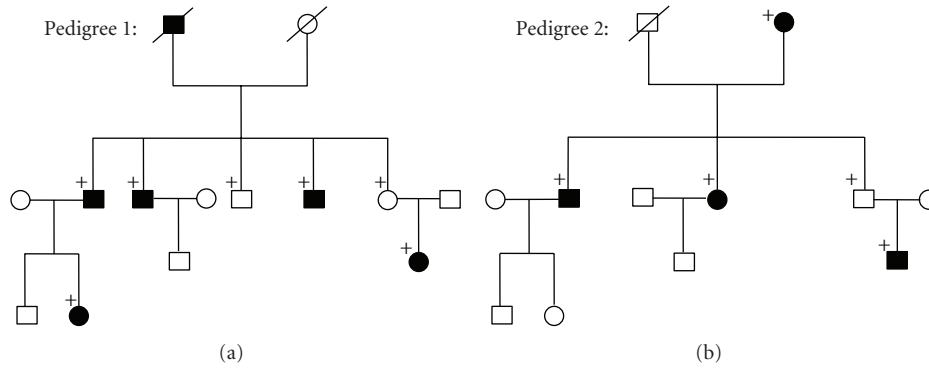 Pedigree 1:
Pedigree 2:
+
+ + + + +
+ + +
+
+
+
(a)
(b)